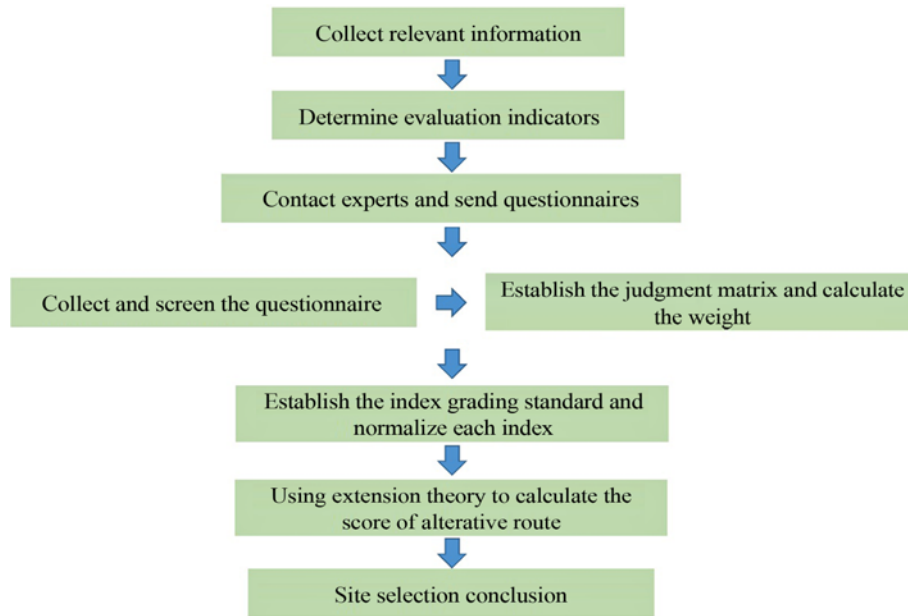 Collect relevant information
Determine evaluation indicators
Contact experts and send questionnaires
Collect and screen the questionnaire
Establish the judgment matrix and calculate
the weight
Establish the index grading standard and
normalize each index
Using extension theory to calculate the
score of alterative route
Site selection conclusion